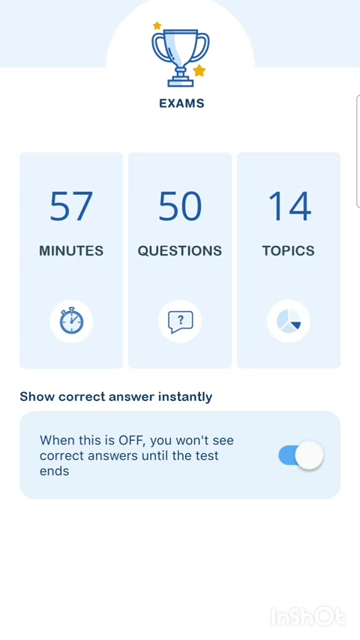 EXAMS
57 50 14
MINUTES QUESTIONS TOPICS
?
Show correct answer instantly
When this is OFF, you won't see
correct answers until the test
ends
InShOt